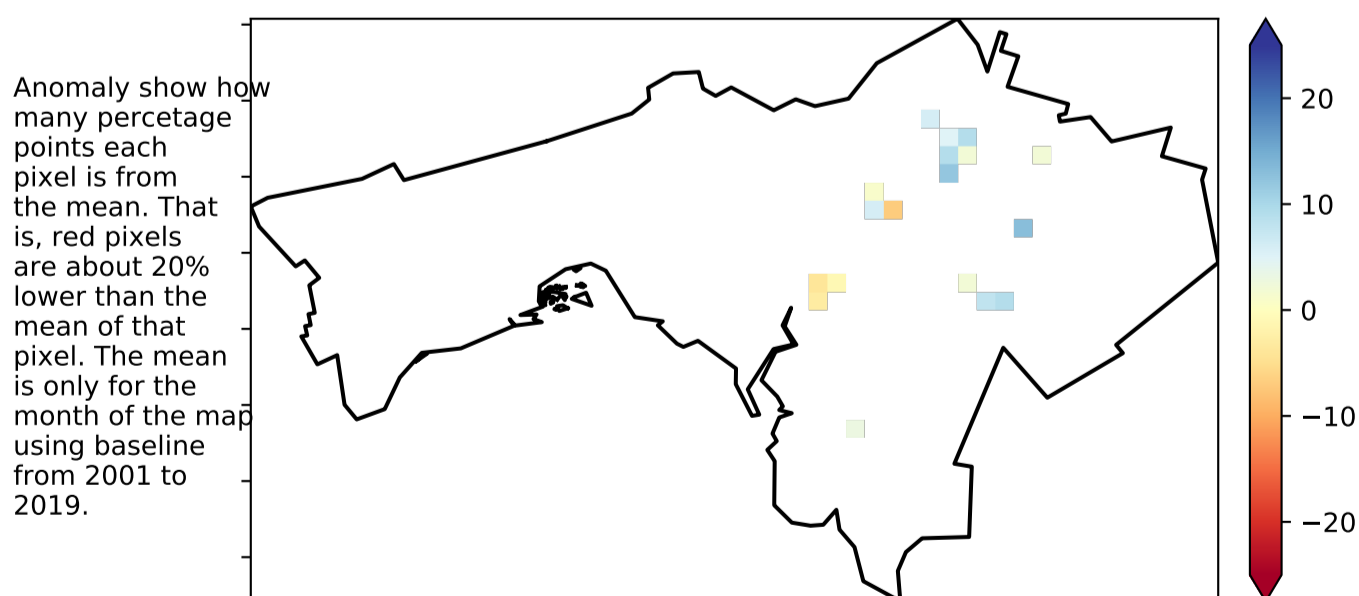 Anomaly show how
many percetage
points each
pixel is from
the mean. That
is, red pixels
are about 20%
lower than the
mean of that
pixel. The mean
is only for the
month of the map
using baseline
from 2001 to
2019.
20
10
0
−10
−20